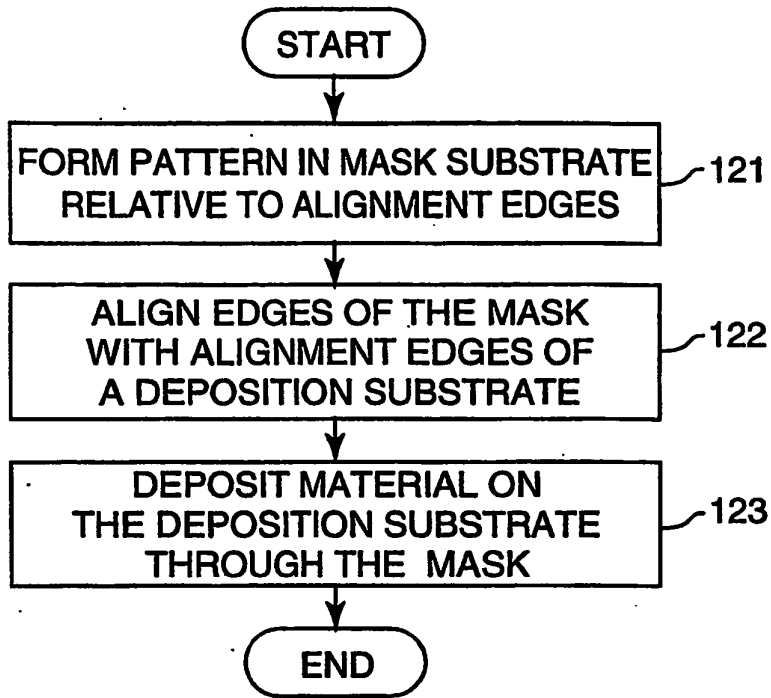 START
FORM PATTERN IN MASK SUBSTRATE
RELATIVE TO ALIGNMENT EDGES
121
ALIGN EDGES OF THE MASK
WITH ALIGNMENT EDGES OF
A DEPOSITION SUBSTRATE
122
DEPOSIT MATERIAL ON
THE DEPOSITION SUBSTRATE
THROUGH THE MASK
123
END